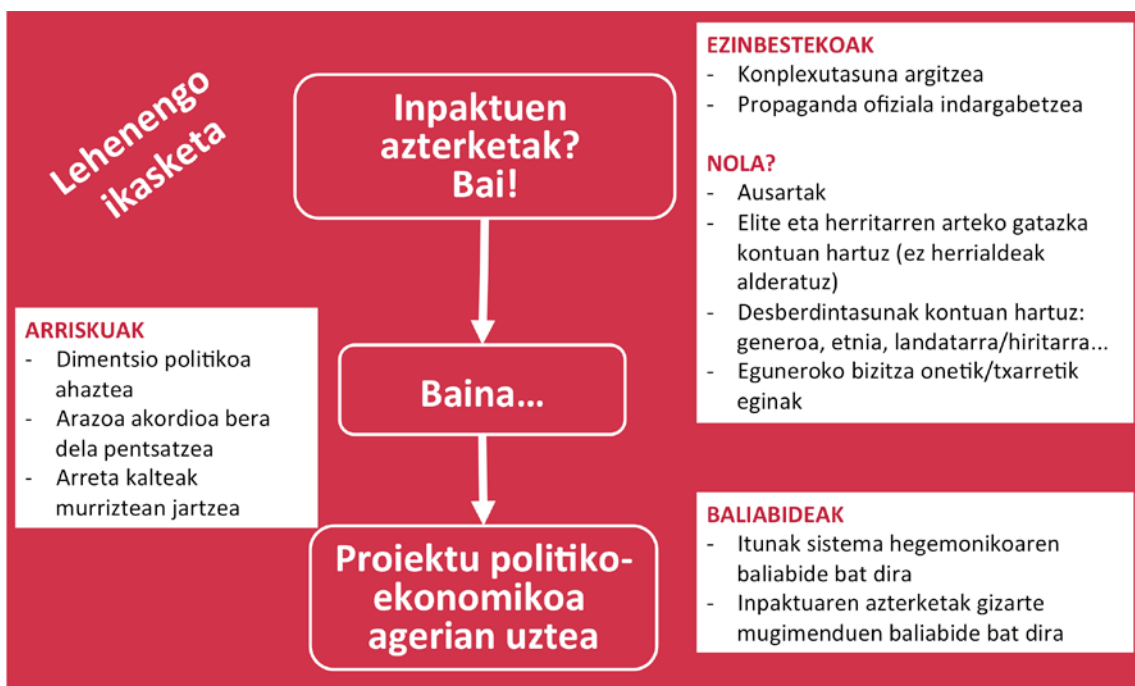 Lehenengo
ikasketa
Inpaktuen
azterketak?
Bai!
EZINBESTEKOAK
- Konplexutasuna argitzea
- Propaganda ofiziala indargabetzea
NOLA?
- Ausartak
- Elite eta herritarren arteko gatazka
kontuan hartuz (ez herrialdeak
alderatuz)
- Desberdintasunak kontuan hartuz:
generoa, etnia, landatarra/hiritarra...
- Eguneroko bizitza onetik/txarretik
eginak
ARRISKUAK
- Dimentsio politikoa
ahaztea
- Arazoa akordioa bera
dela pentsatzea
- Arreta kalteak
murriztean jartzea
Baina...
Proiektu politiko-
ekonomikoa
agerian uztea
BALIABIDEAK
- Itunak sistema hegemonikoaren
baliabide bat dira
- Inpaktuaren azterketak gizarte
mugimenduen baliabide bat dira